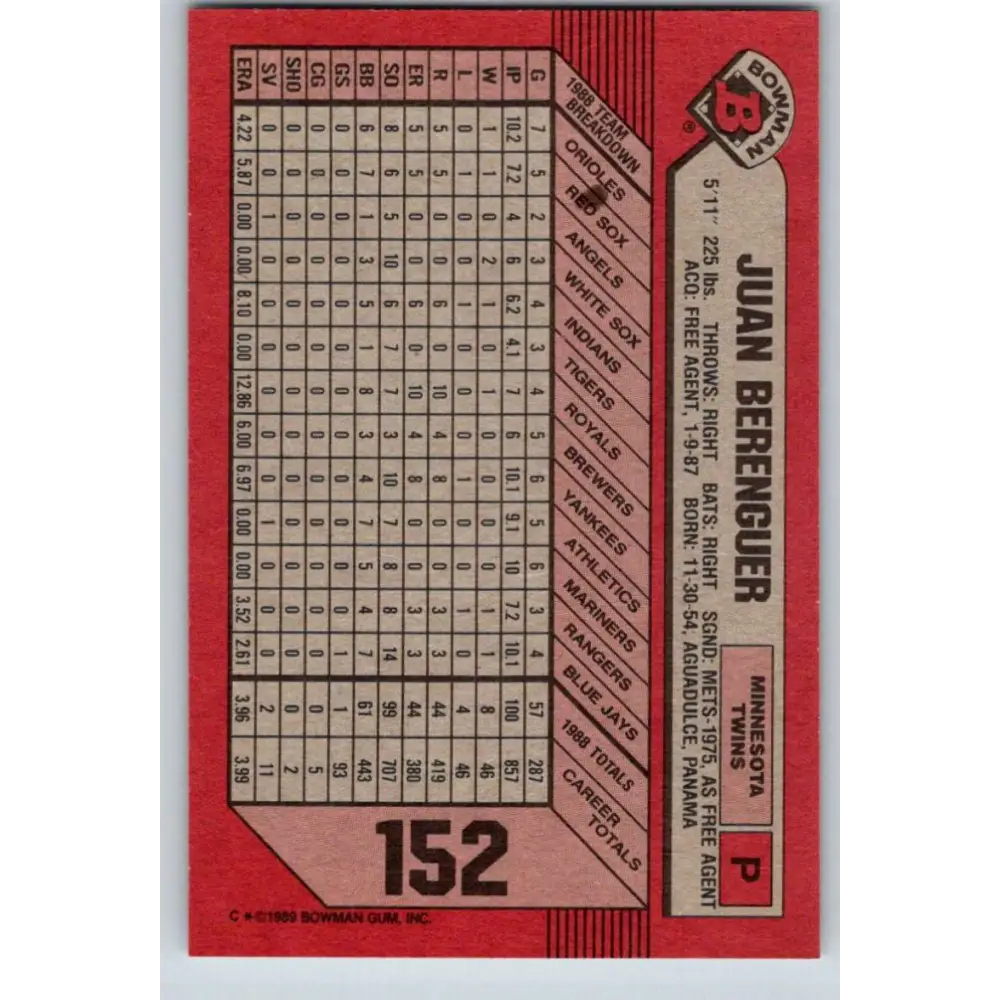 BOWMAN
B
®
JUAN BERENGUER
MINNESOTA
TWINS
P
5'11" 225 lbs. THROWS: RIGHT BATS: RIGHT SGND: METS-1975, AS FREE AGENT
ACQ: FREE AGENT, 1-9-87 BORN: 11-30-54; AGUADULCE, PANAMA
1988 TEAM
BREAKDOWN
ORIOLES
RED SOX
ANGELS
WHITE SOX
INDIANS
TIGERS
ROYALS
BREWERS
YANKEES
ATHLETICS
MARINERS
RANGERS
BLUE JAYS
1988 TOTALS
CAREER
TOTALS
G 7 5 2 3 4 3 4 5 6 5 6 3 4 57 287
IP 10.2 7.2 4 6 6.2 4.1 7 6 10.1 9.1 10 7.2 10.1 100 857
W 1 1 0 2 1 0 0 0 0 0 1 1 1 8 46
L 0 1 0 0 1 0 0 0 1 0 0 1 0 4 46
R 5 5 0 0 6 0 10 4 8 0 0 3 3 44 419
ER 5 5 0 0 6 0 10 4 8 0 0 3 3 44 380
SO 8 6 5 10 6 7 7 3 10 7 8 8 14 99 707
BB 6 7 1 3 5 1 8 3 4 7 5 4 7 61 443
GS 0 0 0 0 0 0 0 0 0 0 0 0 1 1 93
CG 0 0 0 0 0 0 0 0 0 0 0 0 0 0 5
SHO 0 0 0 0 0 0 0 0 0 0 0 0 0 0 2
SV 0 0 1 0 0 0 0 0 0 1 0 0 0 2 11
ERA 4.22 5.87 0.00 0.00 8.10 0.00 12.86 6.00 6.97 0.00 0.00 3.52 2.61 3.96 3.99
152
C *©1989 BOWMAN GUM, INC.